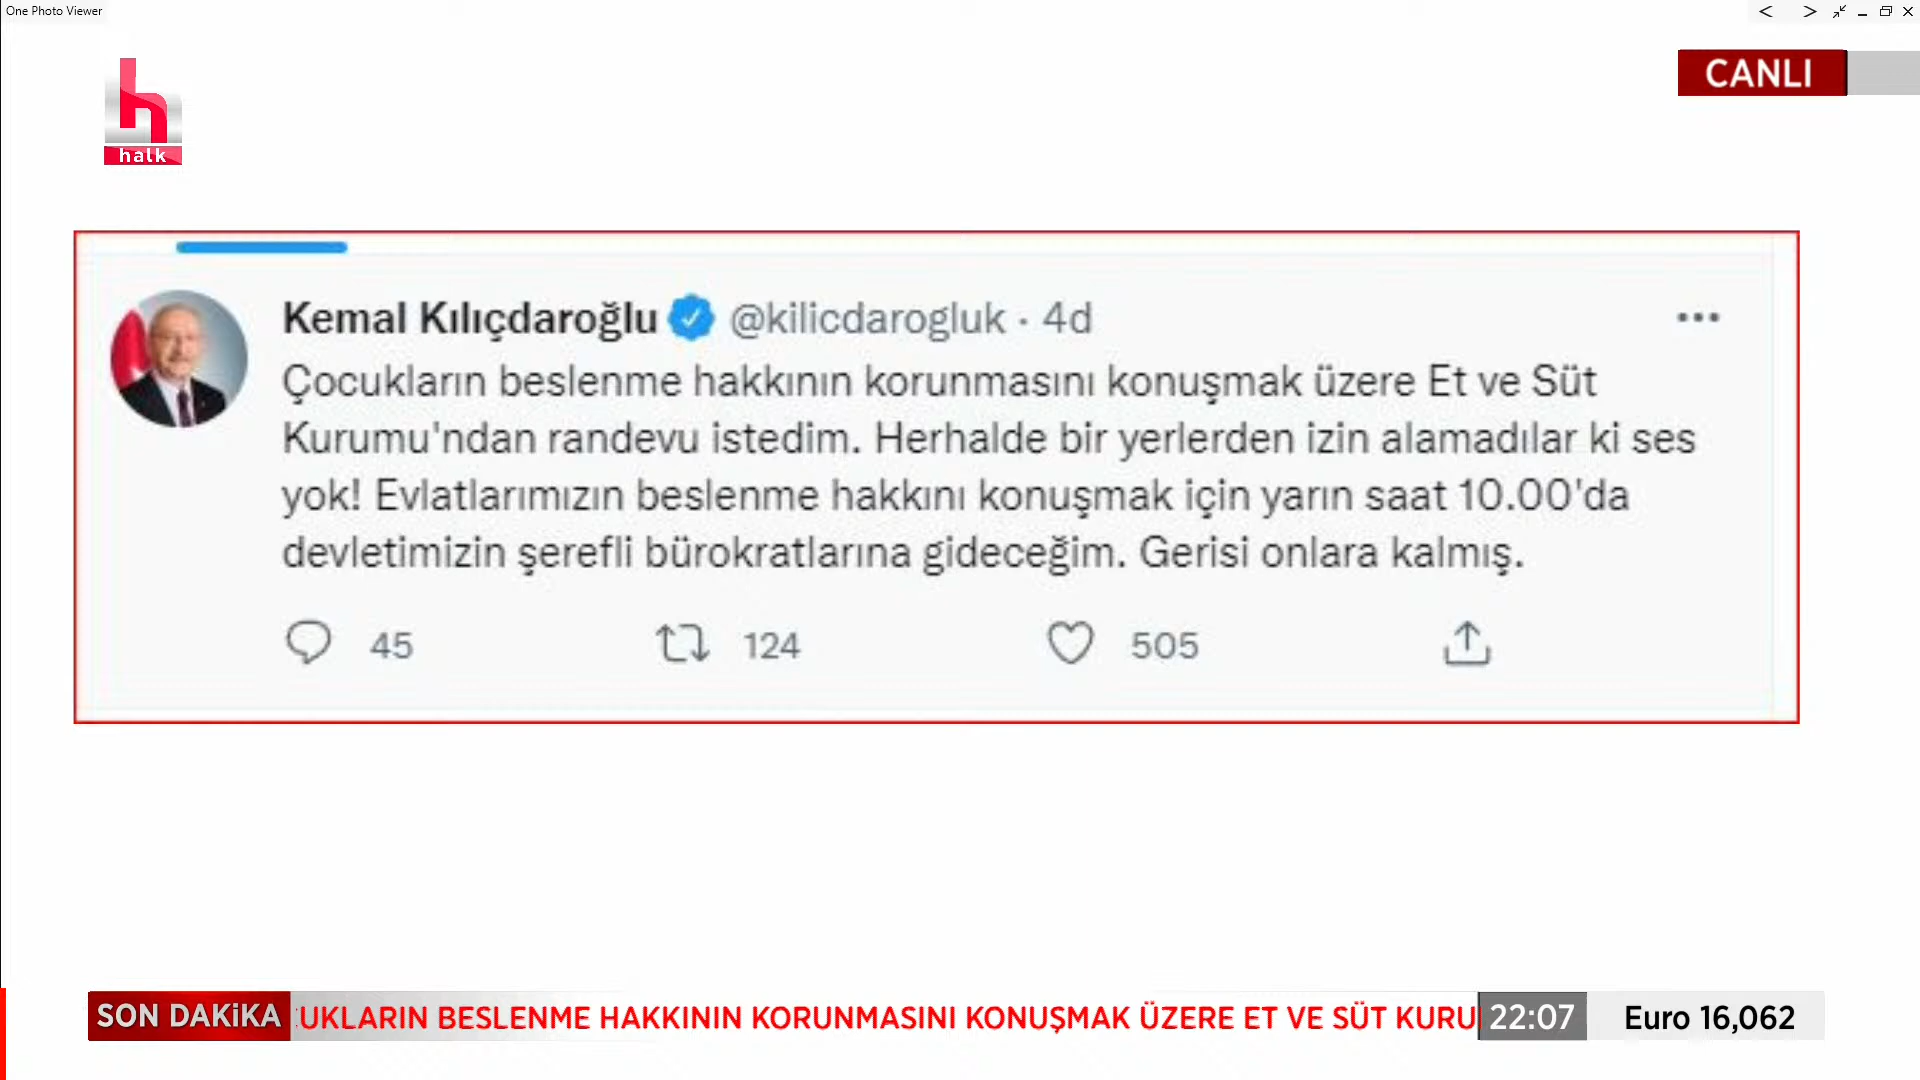 One Photo Viewer
CANLI
halk
Kemal Kılıçdaroğlu @kilicdarogluk · 4d
Çocukların beslenme hakkının korunmasını konuşmak üzere Et ve Süt
Kurumu'ndan randevu istedim. Herhalde bir yerlerden izin alamadılar ki ses
yok! Evlatlarımızın beslenme hakkını konuşmak için yarın saat 10.00'da
devletimizin şerefli bürokratlarına gideceğim. Gerisi onlara kalmış.
45 124 505
SON DAKİKA UKLARIN BESLENME HAKKININ KORUNMASINI KONUŞMAK ÜZERE ET VE SÜT KURU 22:07 Euro 16,062